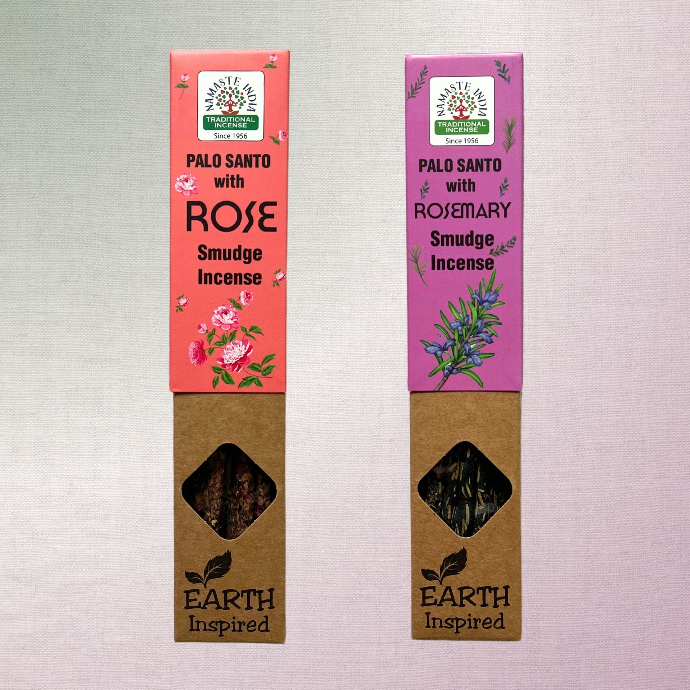 NAMASTE INDIA
TRADITIONAL
INCENSE
Since 1956
PALO SANTO
with
ROSE
Smudge
Incense
EARTH
Inspired
NAMASTE INDIA
TRADITIONAL
INCENSE
Since 1956
PALO SANTO
with
ROSEMARY
Smudge
Incense
EARTH
Inspired